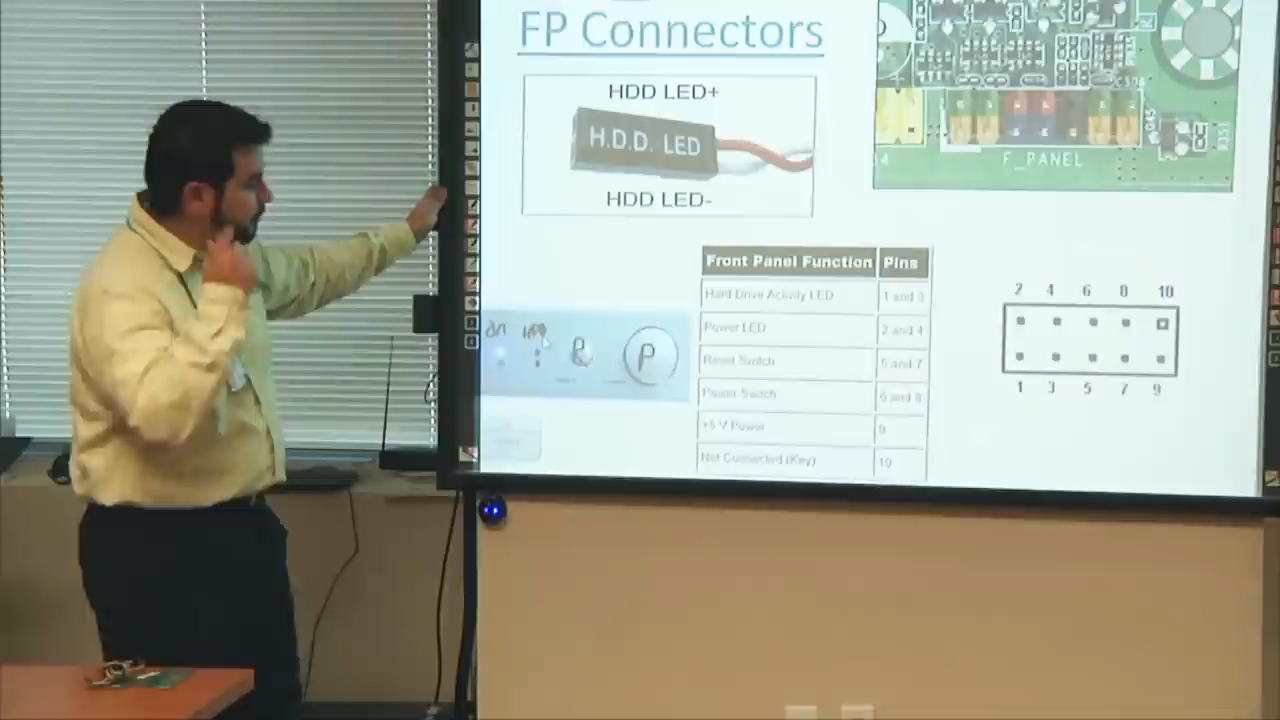 FP Connectors
HDD LED+
H.D.D. LED
HDD LED-
F_PANEL
Front Panel Function Pins
Hard Drive Activity LED 1 and 3
Power LED 2 and 4
Reset Switch 5 and 7
Power Switch 6 and 8
+5 V Power 9
Not Connected (Key) 10
2 4 6 8 10
1 3 5 7 9
R P